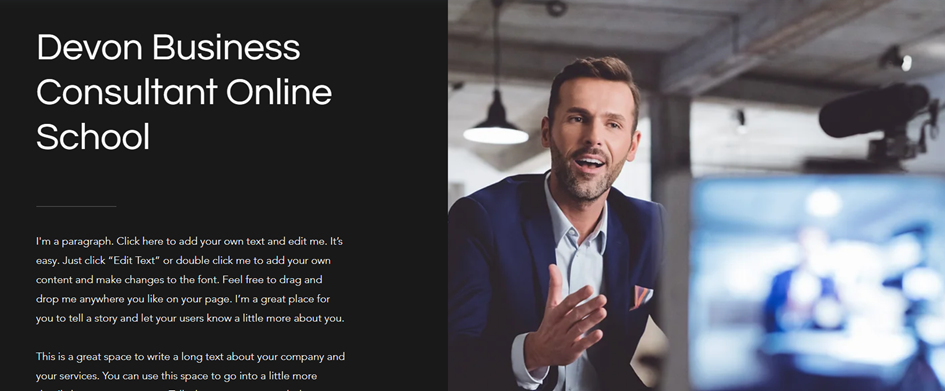 Devon Business
Consultant Online
School
I'm a paragraph. Click here to add your own text and edit me. It’s
easy. Just click “Edit Text” or double click me to add your own
content and make changes to the font. Feel free to drag and
drop me anywhere you like on your page. I’m a great place for
you to tell a story and let your users know a little more about you.
This is a great space to write a long text about your company and
your services. You can use this space to go into a little more